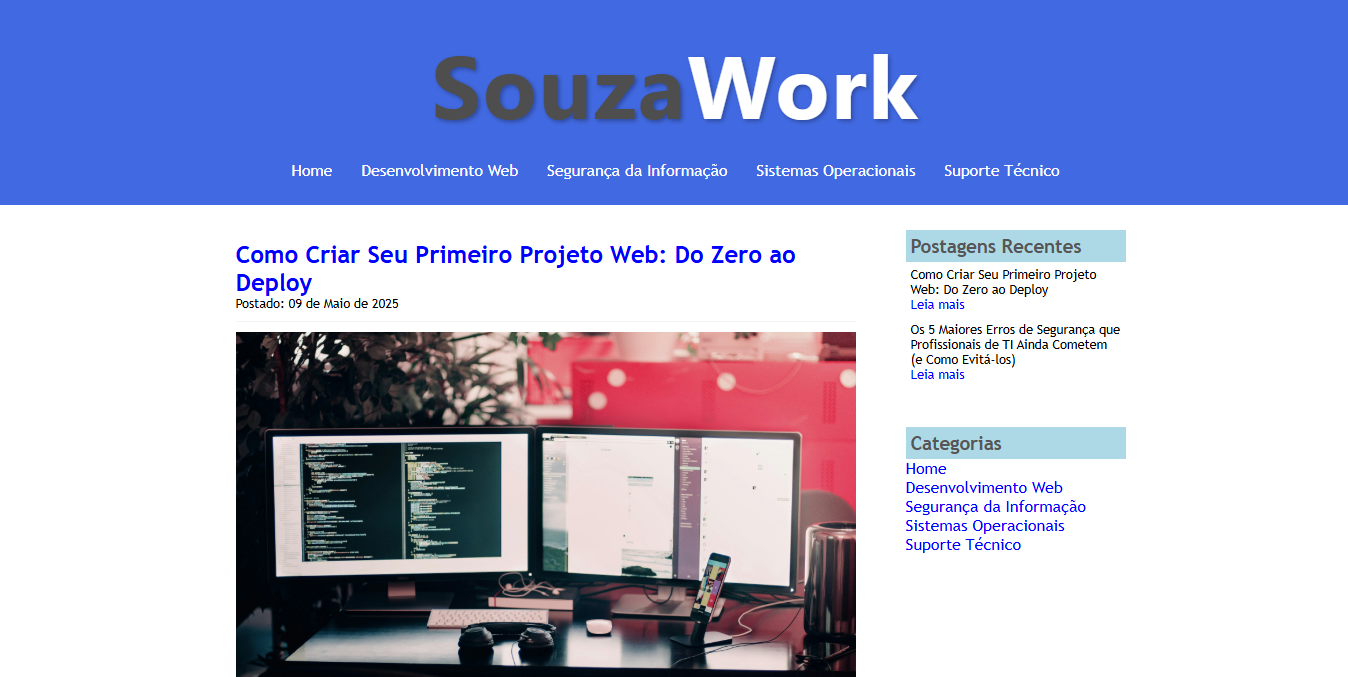 SouzaWork
Home Desenvolvimento Web Segurança da Informação Sistemas Operacionais Suporte Técnico
Como Criar Seu Primeiro Projeto Web: Do Zero ao
Deploy
Postado: 09 de Maio de 2025
Postagens Recentes
Como Criar Seu Primeiro Projeto
Web: Do Zero ao Deploy
Leia mais
Os 5 Maiores Erros de Segurança que
Profissionais de TI Ainda Cometem
(e Como Evitá-los)
Leia mais
Categorias
Home
Desenvolvimento Web
Segurança da Informação
Sistemas Operacionais
Suporte Técnico